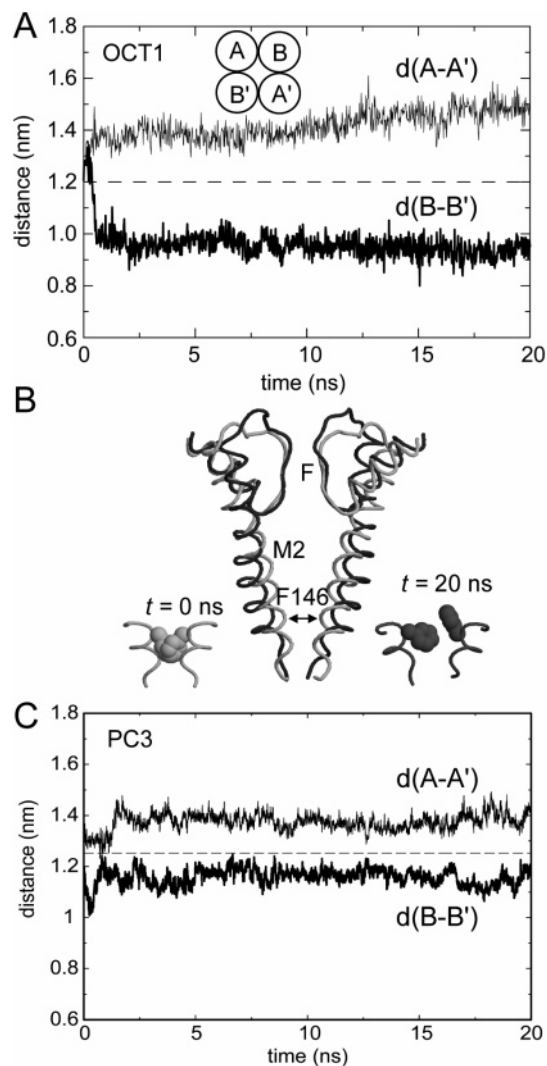 A
OCT1
A B
B' A'
d(A-A')
d(B-B')
distance (nm)
1.8
1.6
1.4
1.2
1.0
0.8
0.6
0 5 10 15 20
time (ns)
B
F
M2
F146
t = 0 ns
t = 20 ns
C
PC3
d(A-A')
d(B-B')
distance (nm)
1.8
1.6
1.4
1.2
1
0.8
0.6
0 5 10 15 20
time (ns)